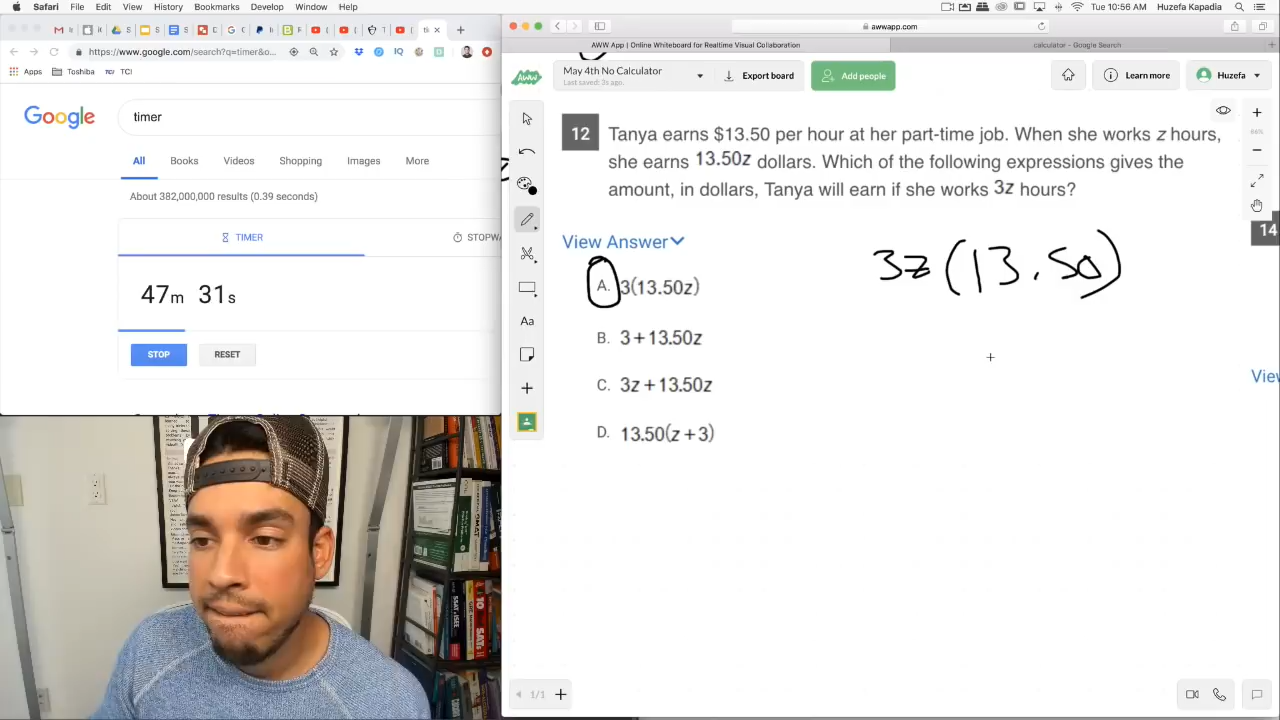 Safari File Edit View History Bookmarks Develop Window Help
10:56 AM Huzefa Kapadia
https://www.google.com/search?q=timer&o...
Apps Toshiba TCI
Google
timer
All Books Videos Shopping Images More
About 382,000,000 results (0.39 seconds)
TIMER
STOPW
47m 31s
STOP RESET
awwapp.com
AWW App | Online Whiteboard for Realtime Visual Collaboration
calculator - Google Search
AWW
May 4th No Calculator
Last saved: 3s ago.
Export board
Add people
Learn more
Huzefa
12
Tanya earns $13.50 per hour at her part-time job. When she works z hours,
she earns 13.50z dollars. Which of the following expressions gives the
amount, in dollars, Tanya will earn if she works 3z hours?
View Answer
A. 3(13.50z)
B. 3+13.50z
C. 3z+13.50z
D. 13.50(z+3)
3z(13.50)
14
View
Aa
1/1